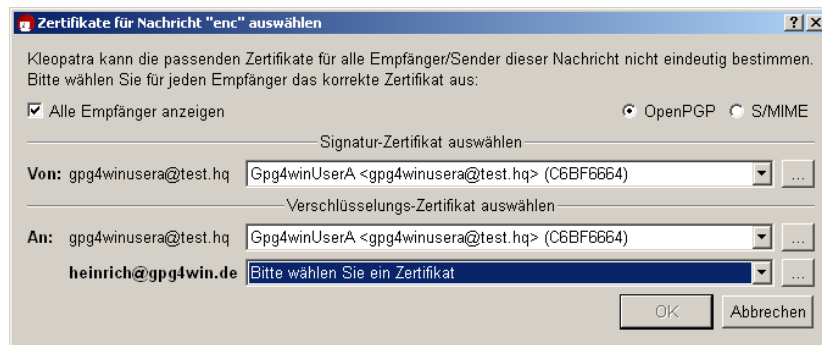 Zertifikate für Nachricht "enc" auswählen
Kleopatra kann die passenden Zertifikate für alle Empfänger/Sender dieser Nachricht nicht eindeutig bestimmen.
Bitte wählen Sie für jeden Empfänger das korrekte Zertifikat aus:
Alle Empfänger anzeigen OpenPGP S/MIME
Signatur-Zertifikat auswählen
Von: gpg4winusera@test.hq Gpg4winUserA <gpg4winusera@test.hq> (C6BF6664) ...
Verschlüsselungs-Zertifikat auswählen
An: gpg4winusera@test.hq Gpg4winUserA <gpg4winusera@test.hq> (C6BF6664) ...
heinrich@gpg4win.de Bitte wählen Sie ein Zertifikat ...
OK Abbrechen